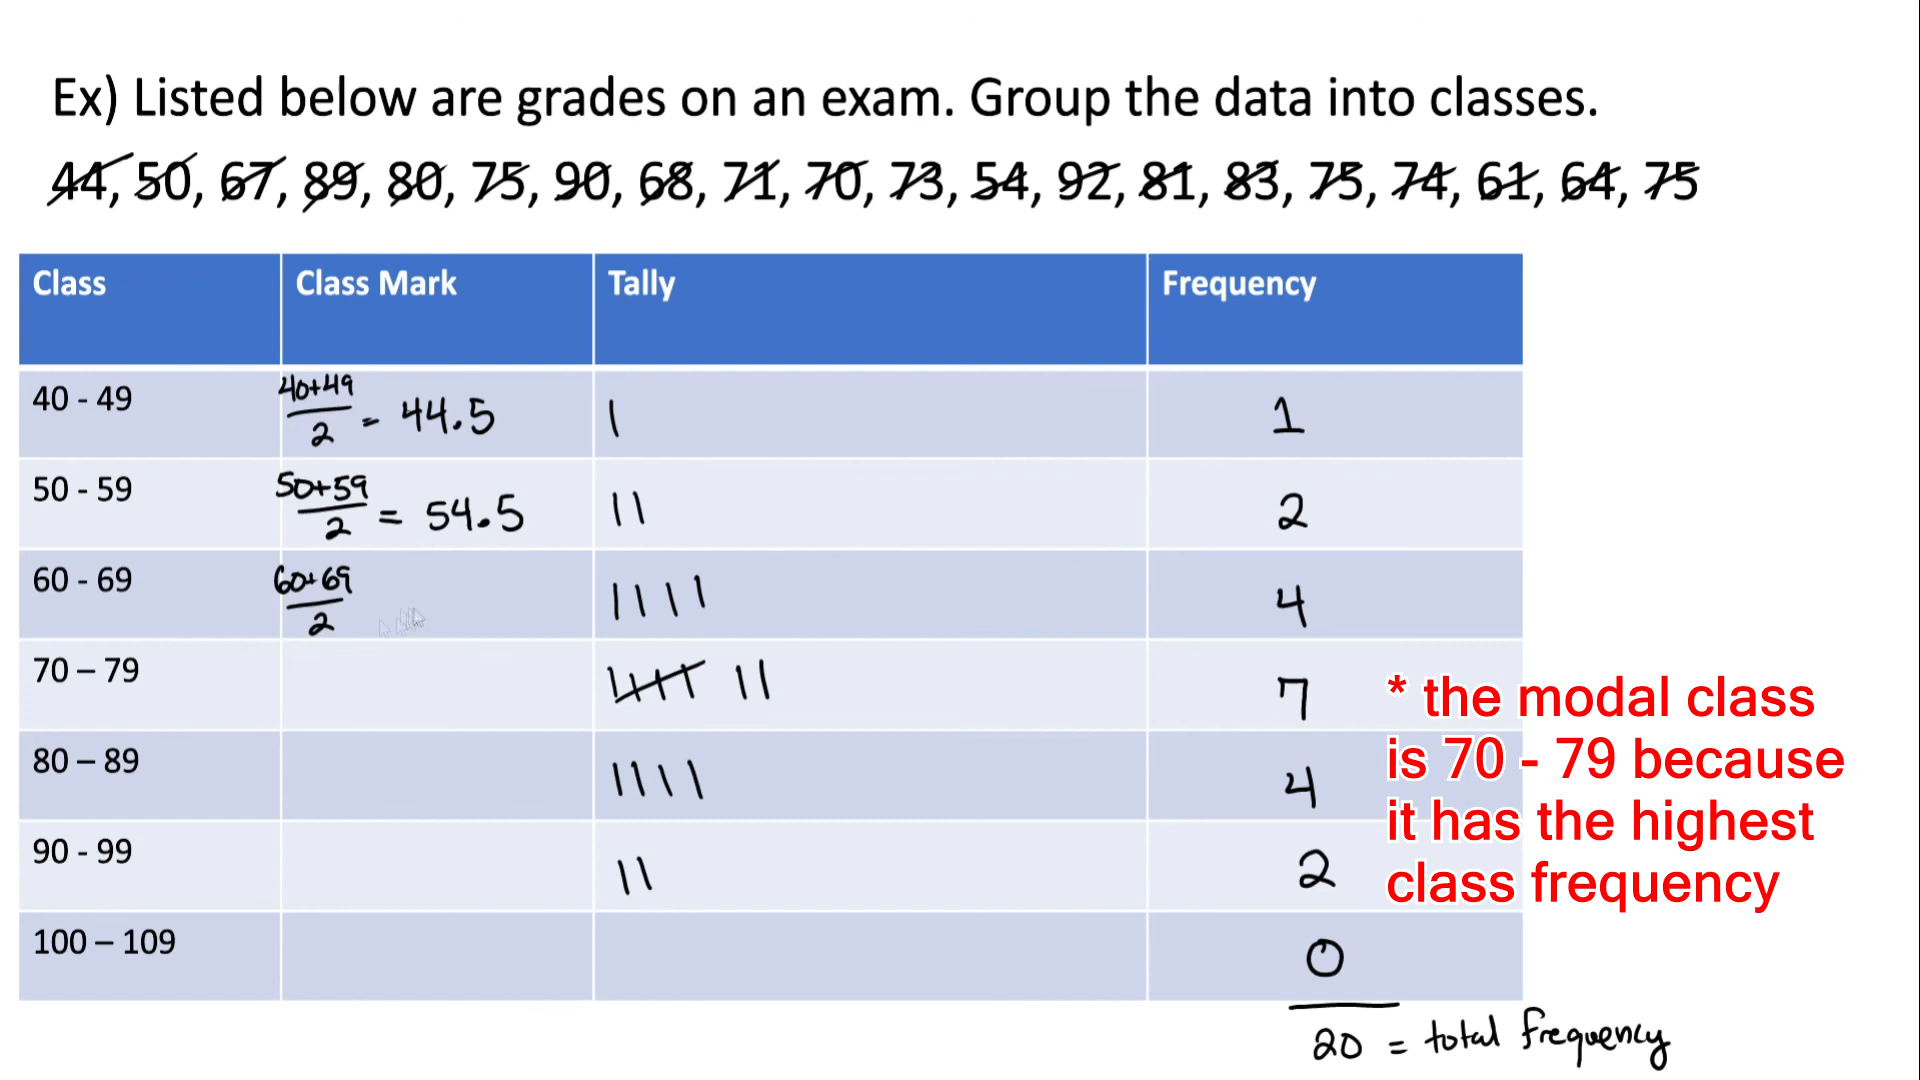 Ex) Listed below are grades on an exam. Group the data into classes.
44, 50, 67, 89, 80, 75, 90, 68, 71, 70, 73, 54, 92, 81, 83, 75, 74, 61, 64, 75
Class Class Mark Tally Frequency
40 - 49 40+49/2 = 44.5 | 1
50 - 59 50+59/2 = 54.5 || 2
60 - 69 60+69/2 |||| 4
70 – 79 |||| || 7
80 – 89 |||| 4
90 - 99 || 2
100 – 109 0
* the modal class
is 70 - 79 because
it has the highest
class frequency
20 = total frequency